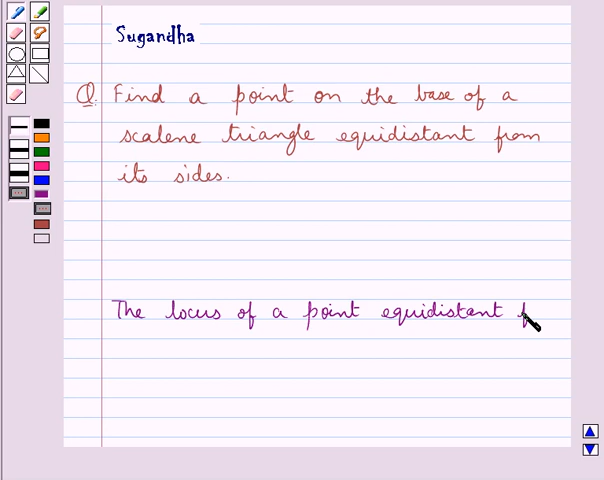 Sugandha
Q. Find a point on the base of a
scalene triangle equidistant from
its sides.
The locus of a point equidistant f